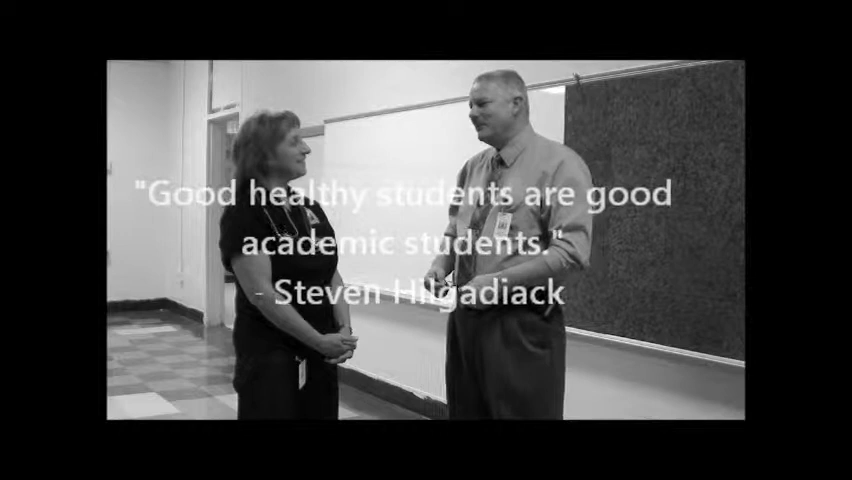 "Good healthy students are good
academic students."
- Steven Hilgadiack